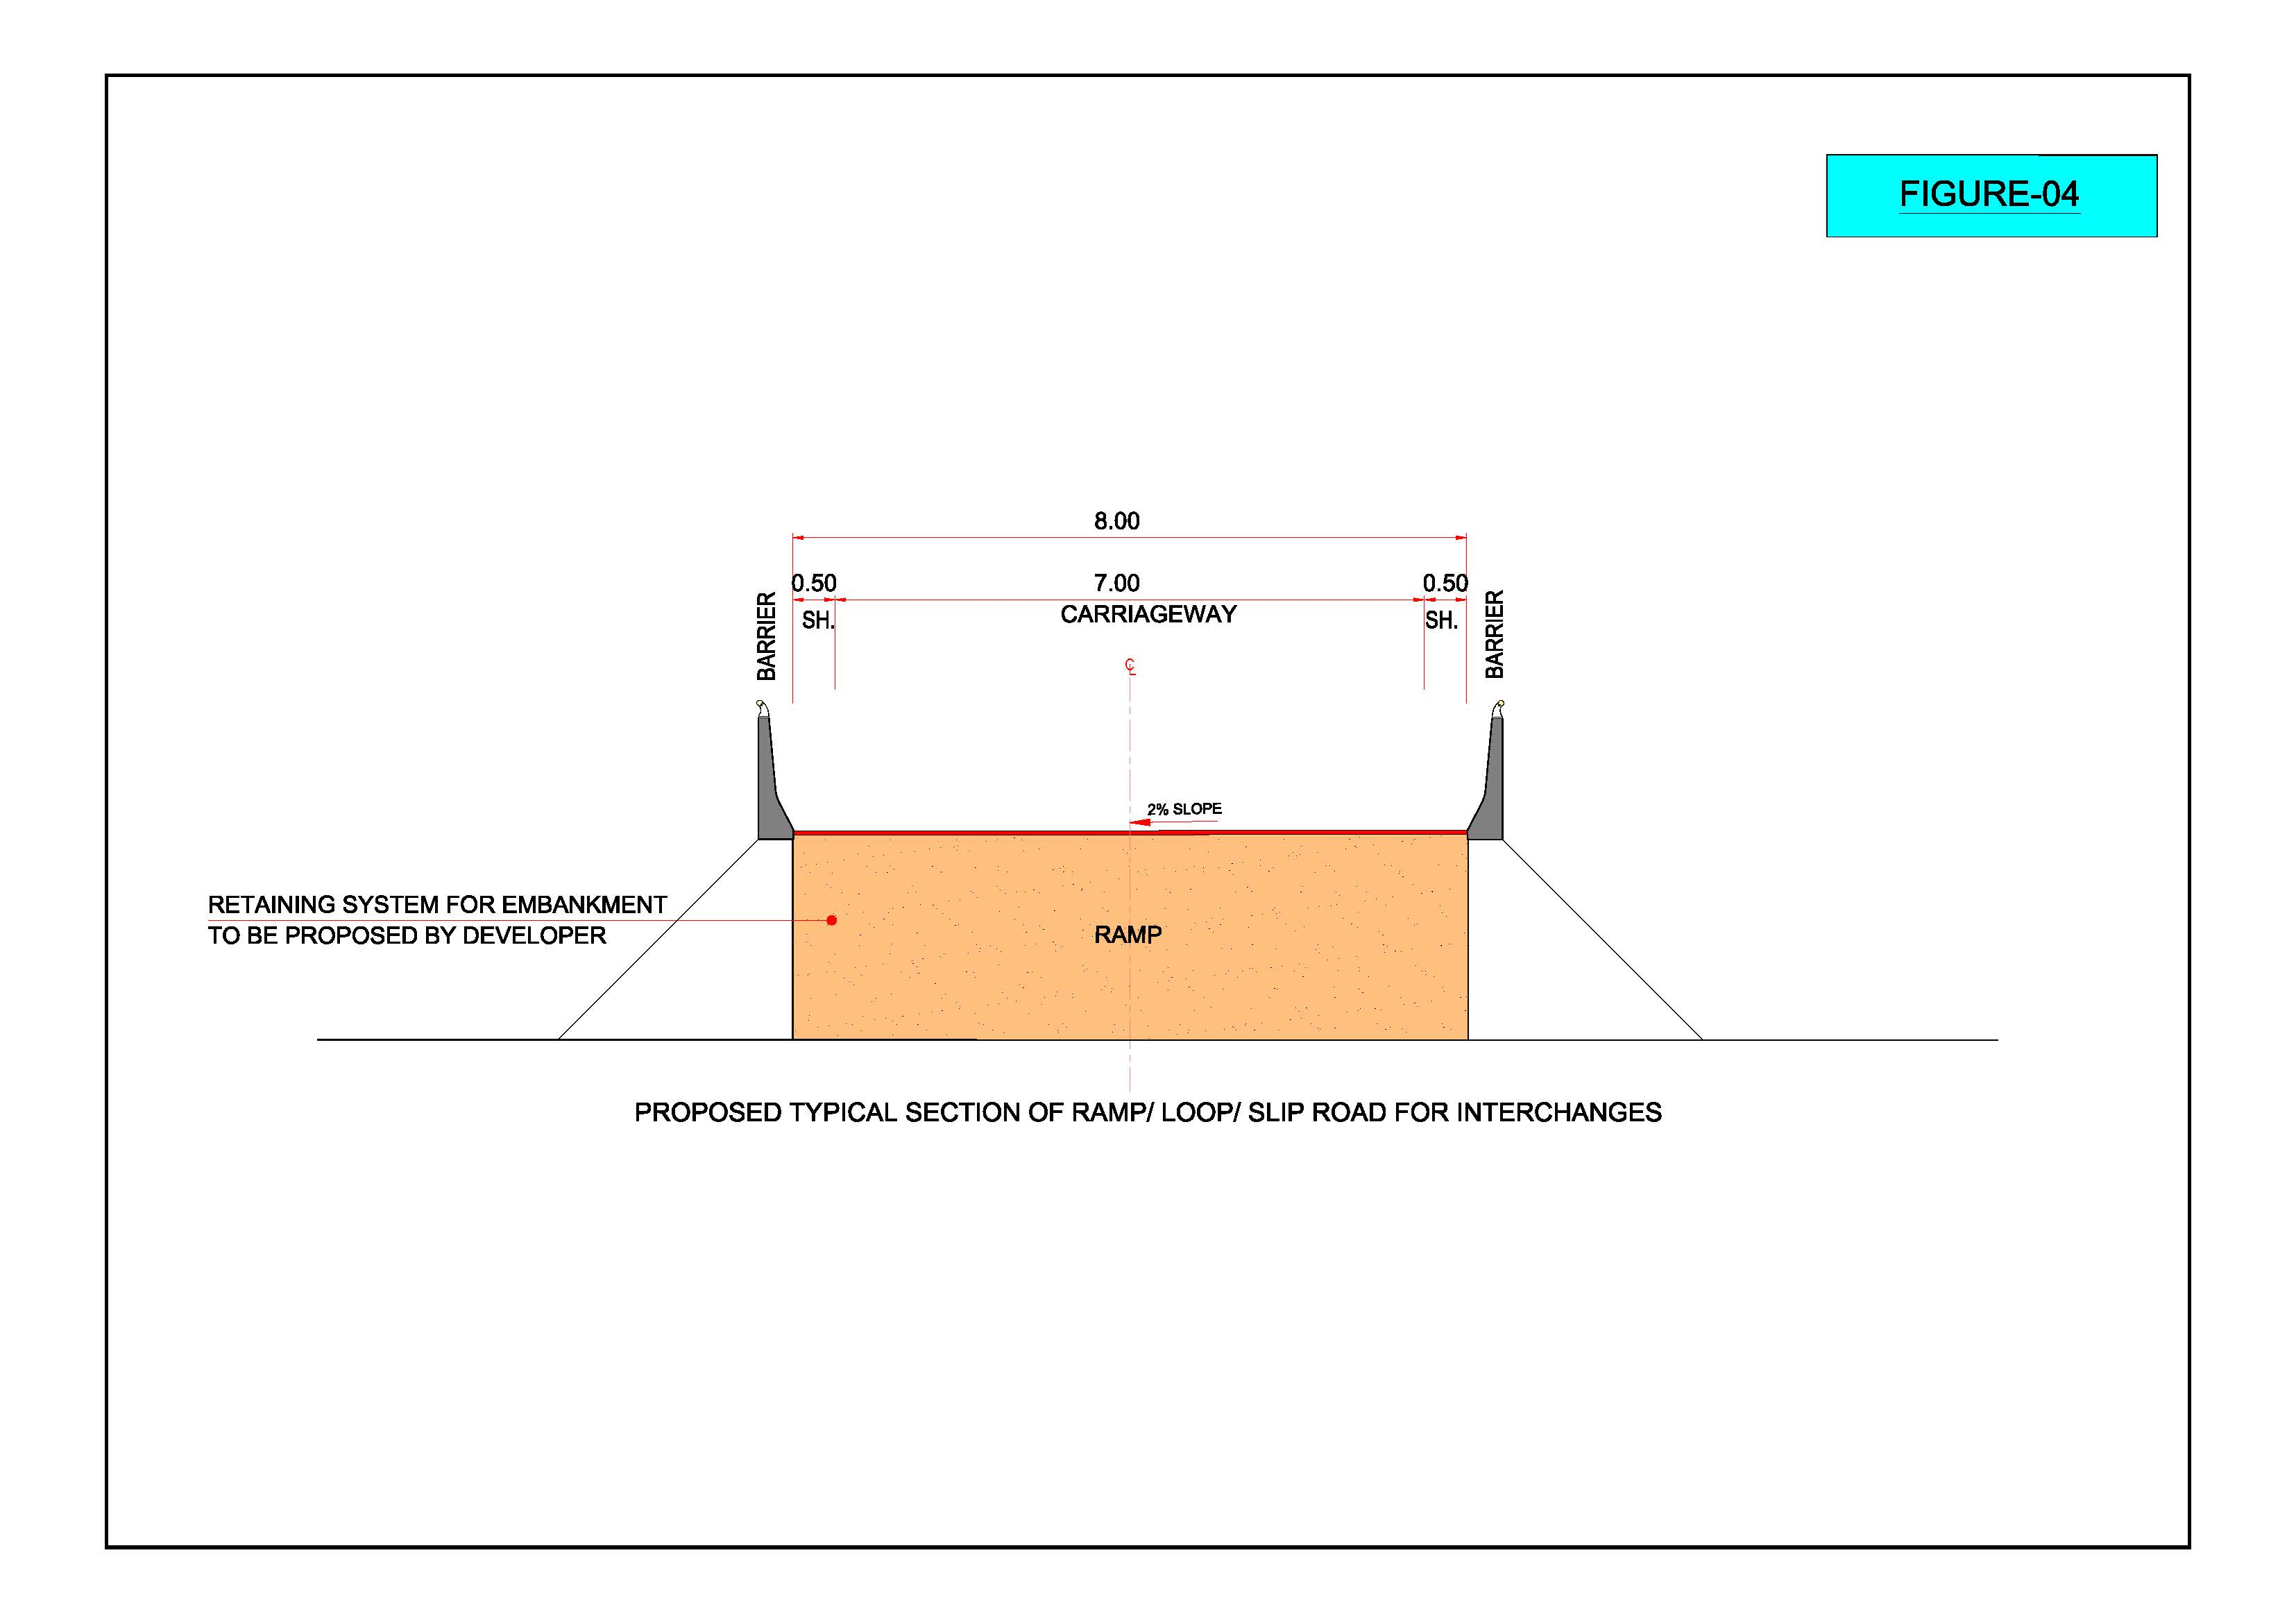 FIGURE-04
8.00
0.50 7.00 0.50
BARRIER SH. CARRIAGEWAY SH. BARRIER
℄
2% SLOPE
RETAINING SYSTEM FOR EMBANKMENT
TO BE PROPOSED BY DEVELOPER
RAMP
PROPOSED TYPICAL SECTION OF RAMP/ LOOP/ SLIP ROAD FOR INTERCHANGES